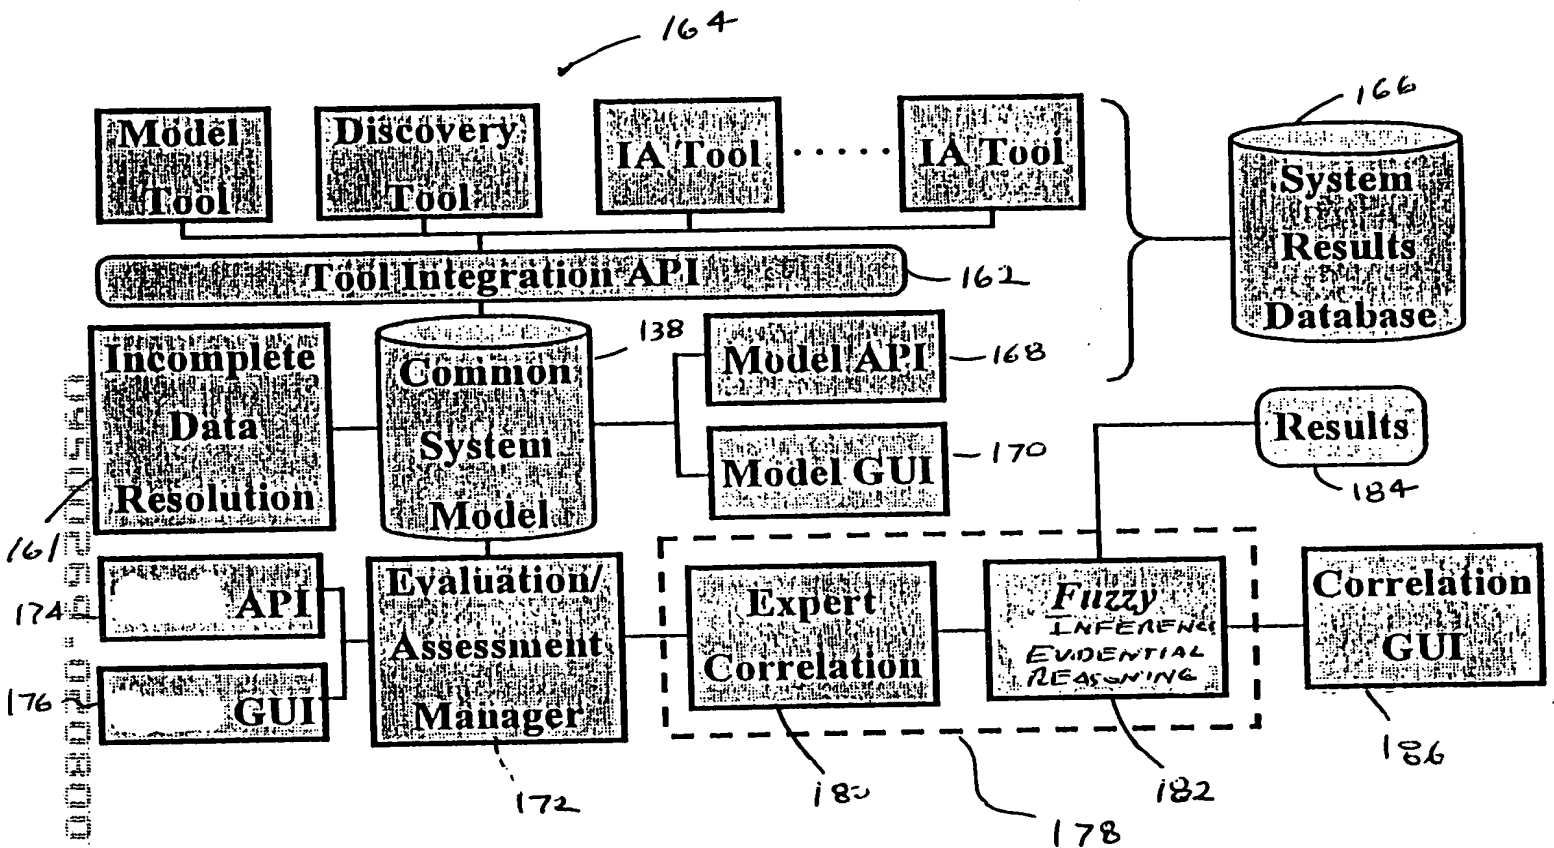 164
Model
Tool
Discovery
Tool
IA Tool
IA Tool
166
System
Results
Database
Tool Integration API
162
Incomplete
Data
Resolution
161
Common
System
Model
138
Model API
168
Model GUI
170
Results
184
API
174
GUI
176
Evaluation/
Assessment
Manager
172
Expert
Correlation
180
Fuzzy
INFERENC
EVIDENTIAL
REASONING
182
178
Correlation
GUI
186